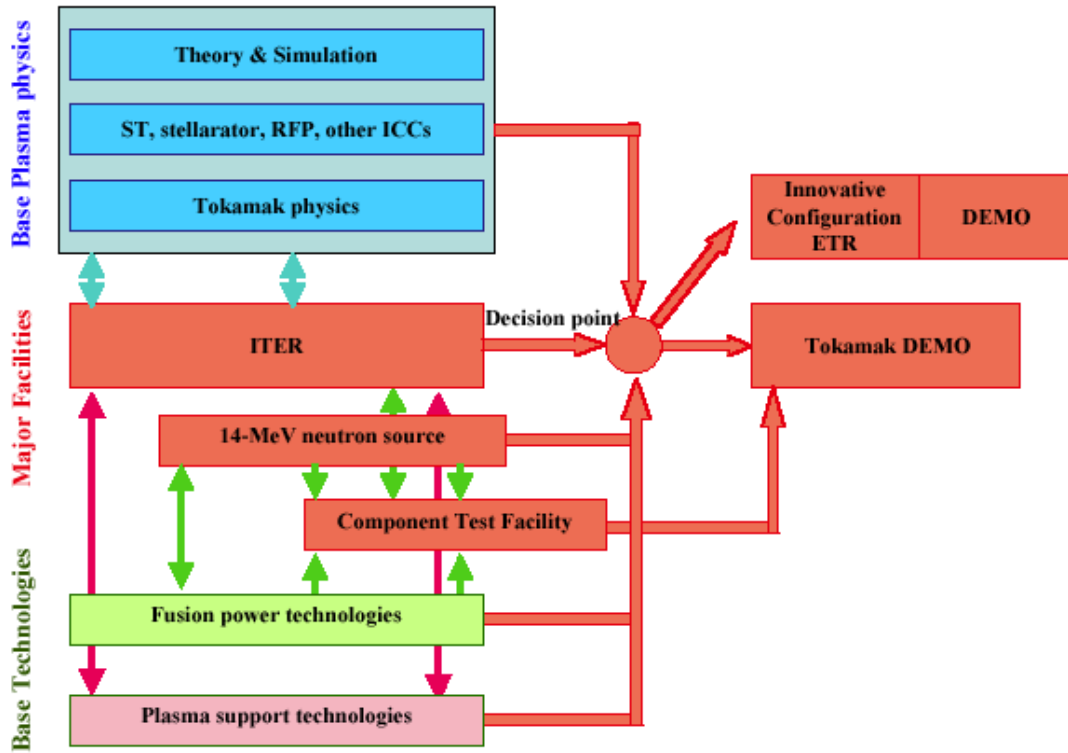 Base Plasma physics
Theory & Simulation
ST, stellarator, RFP, other ICCs
Tokamak physics
Innovative
Configuration
ETR
DEMO
Major Facilities
ITER
Decision point
Tokamak DEMO
14-MeV neutron source
Component Test Facility
Base Technologies
Fusion power technologies
Plasma support technologies